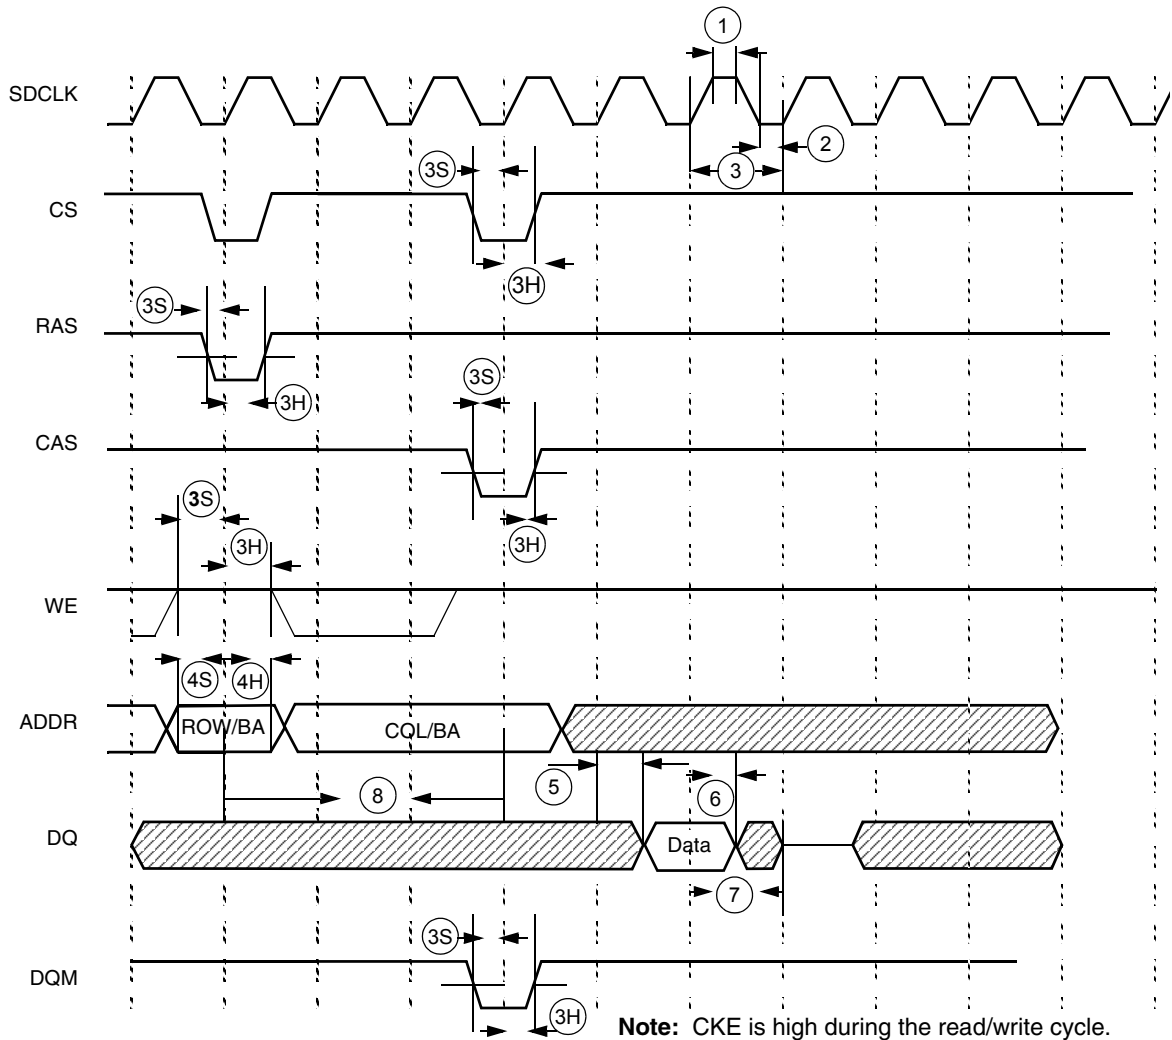 1
SDCLK
2
3S
3
CS
3H
3S
RAS
3S
3H
CAS
3S
3H
3H
WE
4S
4H
ADDR
ROW/BA
COL/BA
5
8
6
DQ
Data
7
3S
DQM
3H
Note: CKE is high during the read/write cycle.